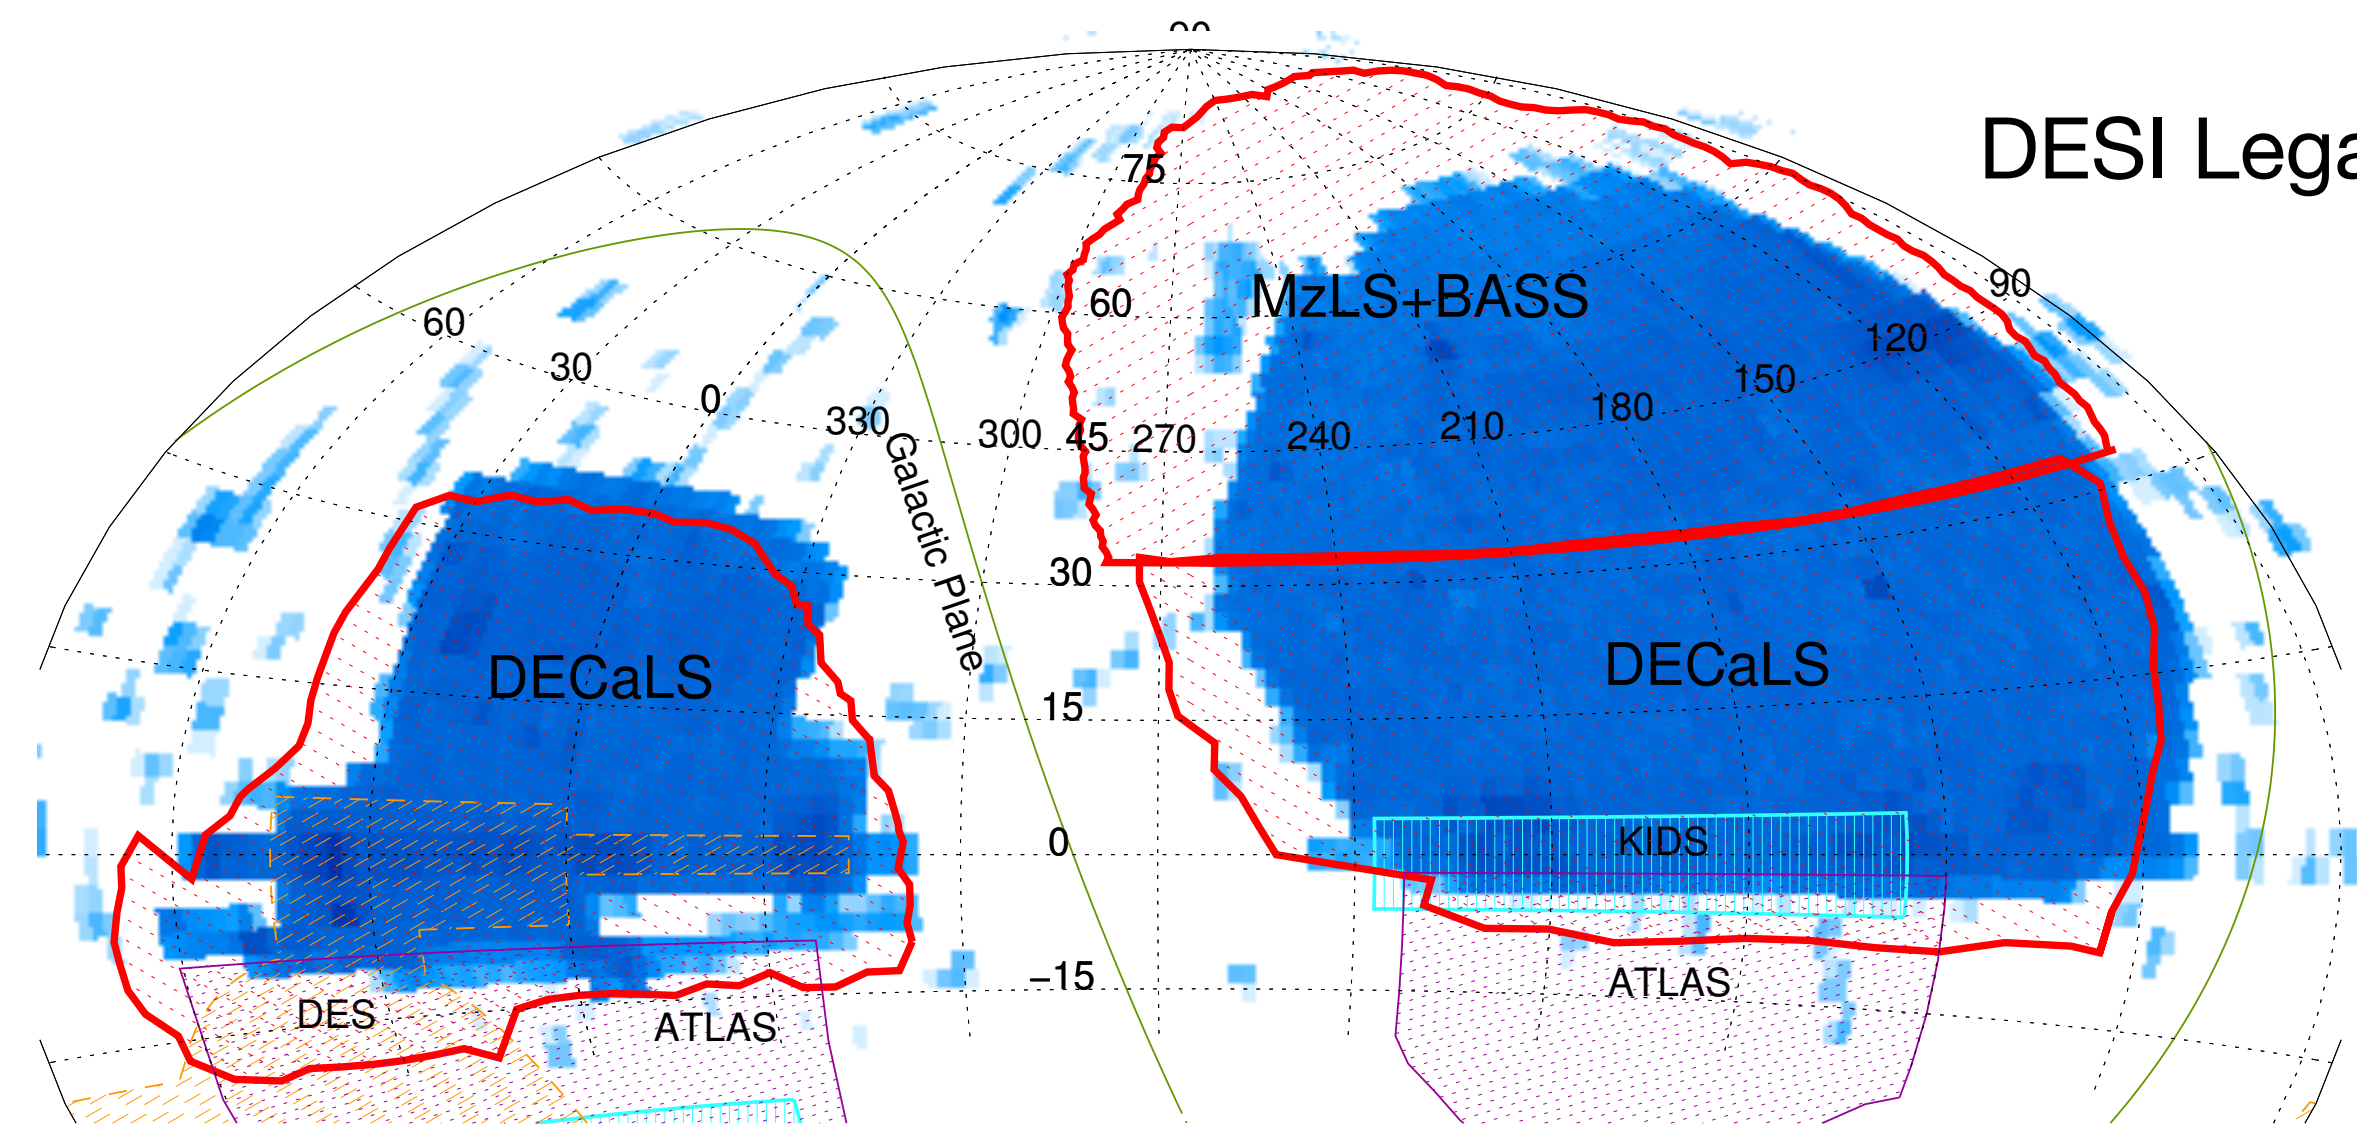 DESI Lega
75
90
60
MzLS+BASS
60
120
30
150
0
180
330
300
45
270
240
210
Galactic Plane
30
DECaLS
DECaLS
15
0
KIDS
−15
ATLAS
DES
ATLAS